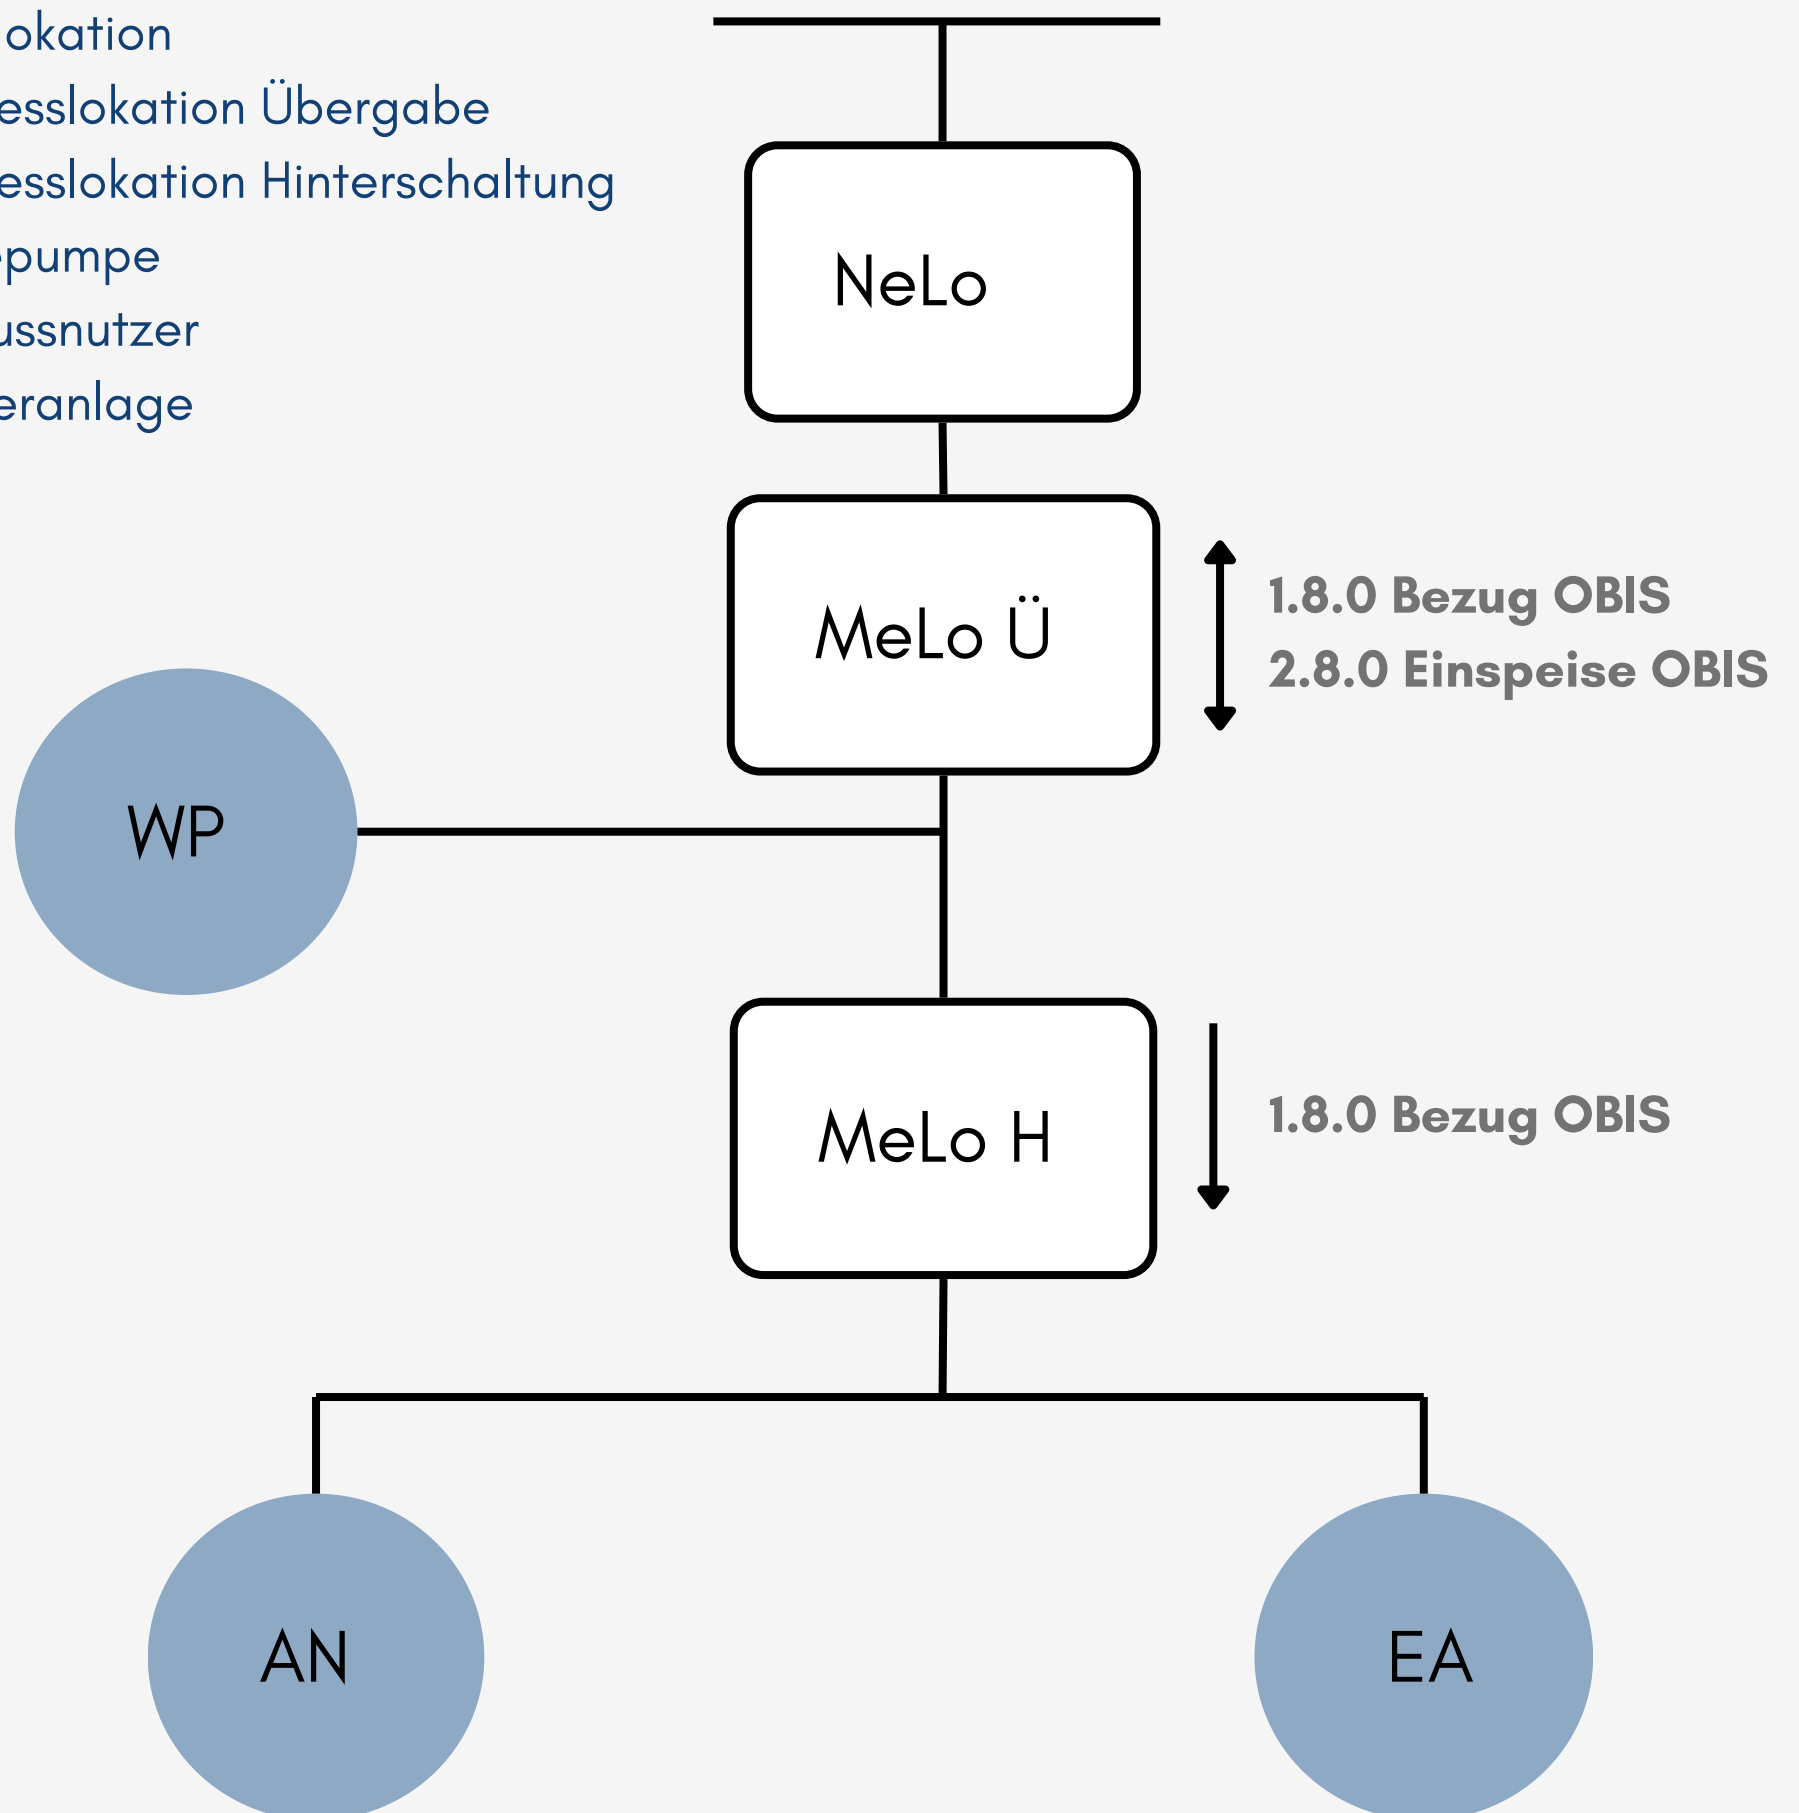 okation
esslokation Übergabe
esslokation Hinterschaltung
pumpe
ussnutzer
eranlage
NeLo
MeLo Ü
1.8.0 Bezug OBIS
2.8.0 Einspeise OBIS
WP
MeLo H
1.8.0 Bezug OBIS
AN
EA